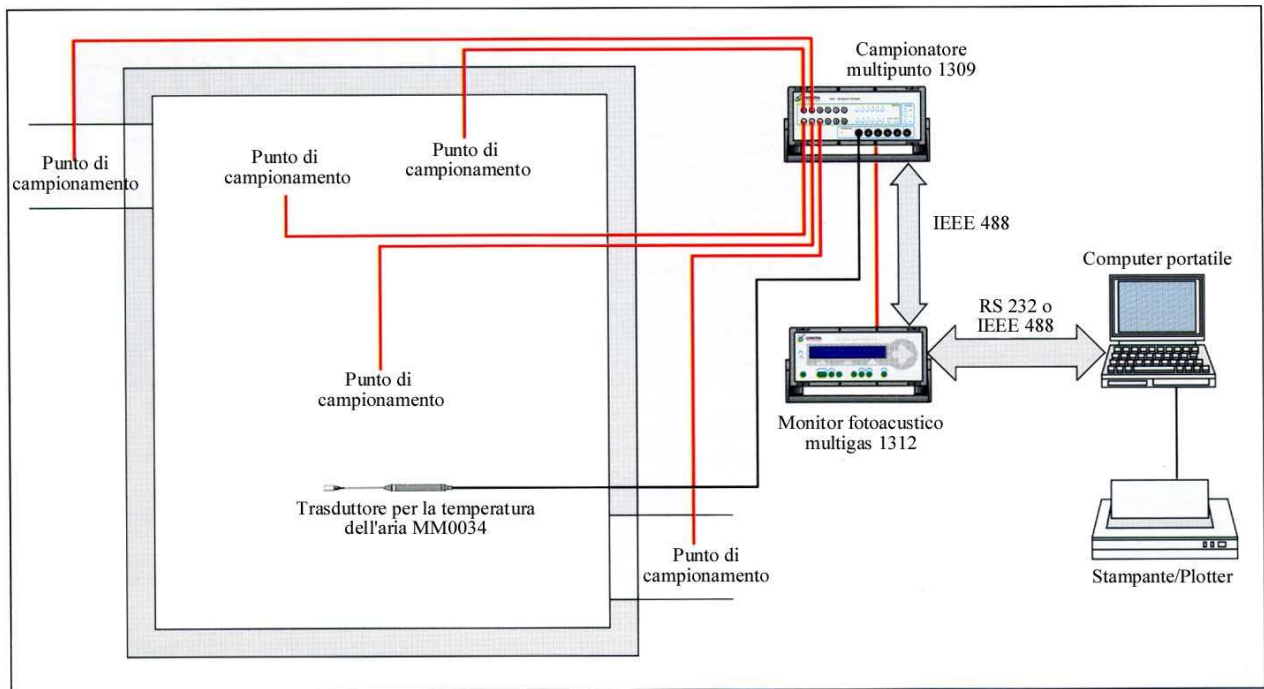 Campionatore
multipunto 1309
Punto di
campionamento
Punto di
campionamento
Punto di
campionamento
IEEE 488
Computer portatile
RS 232 o
IEEE 488
Punto di
campionamento
Monitor fotoacustico
multigas 1312
Trasduttore per la temperatura
dell'aria MM0034
Punto di
campionamento
Stampante/Plotter